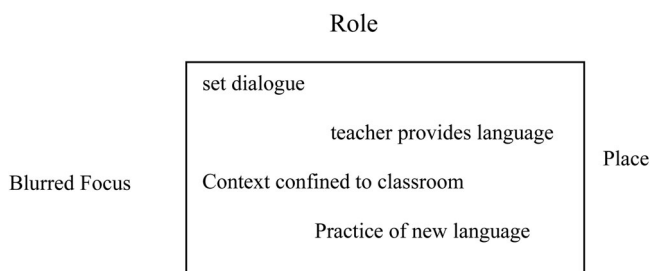 Role
set dialogue
teacher provides language
Place
Blurred Focus
Context confined to classroom
Practice of new language